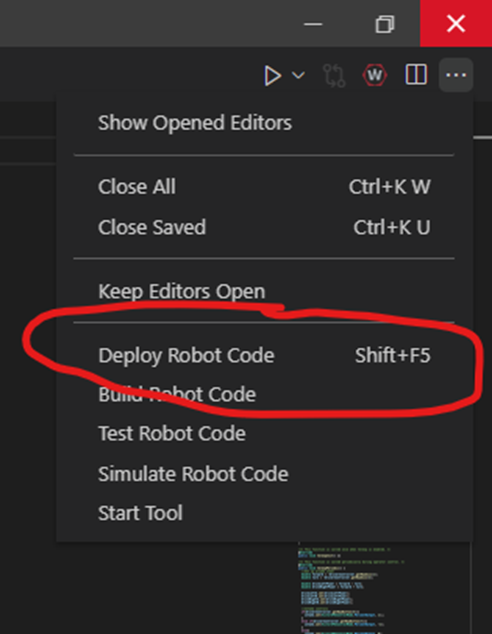 W
Show Opened Editors
Close All Ctrl+K W
Close Saved Ctrl+K U
Keep Editors Open
Deploy Robot Code Shift+F5
Build Robot Code
Test Robot Code
Simulate Robot Code
Start Tool